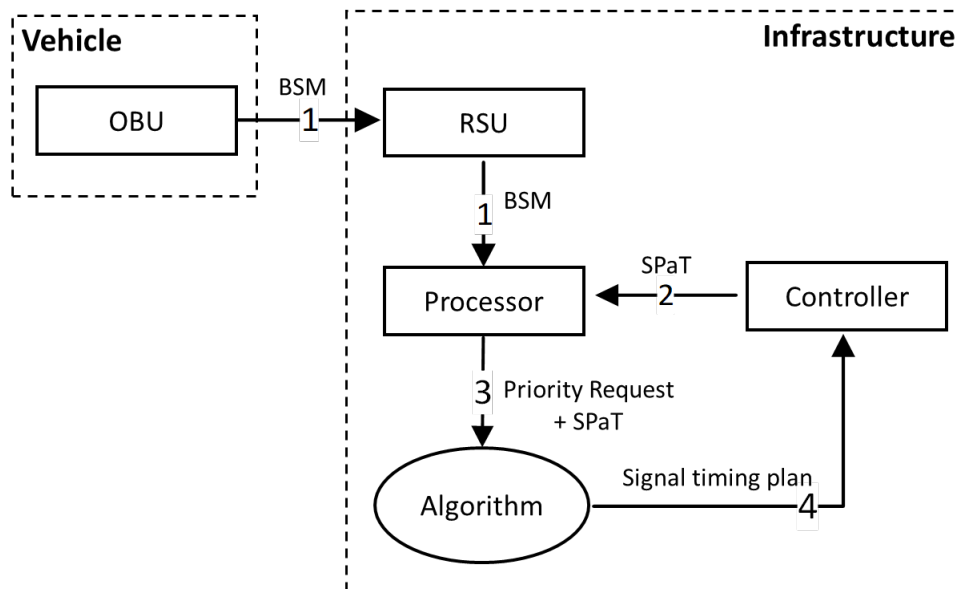 Vehicle
Infrastructure
OBU
BSM
1
RSU
1
BSM
Processor
SPaT
2
Controller
3
Priority Request
+ SPaT
Algorithm
Signal timing plan
4